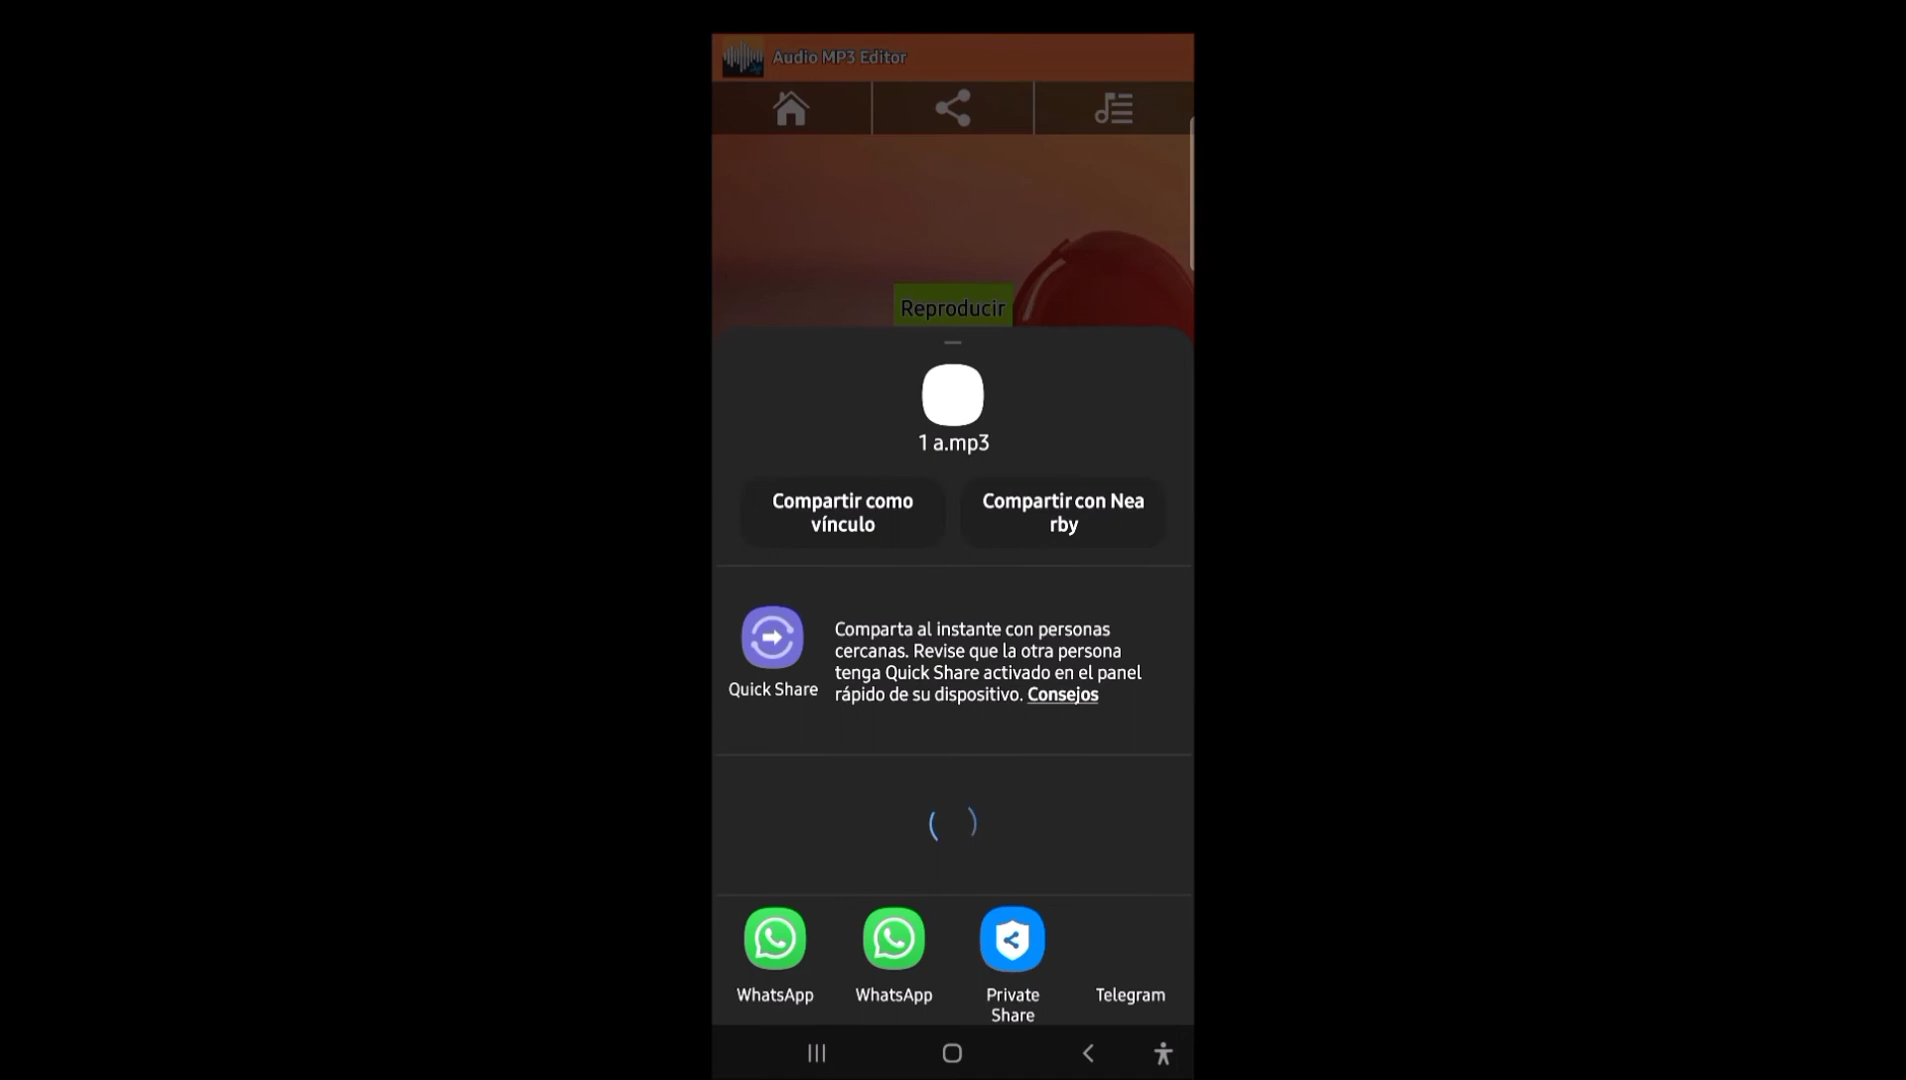 Audio MP3 Editor
Reproducir
1 a.mp3
Compartir como
vínculo
Compartir con Nea
rby
Comparta al instante con personas
cercanas. Revise que la otra persona
tenga Quick Share activado en el panel
rápido de su dispositivo. Consejos
Quick Share
WhatsApp
WhatsApp
Private
Share
Telegram